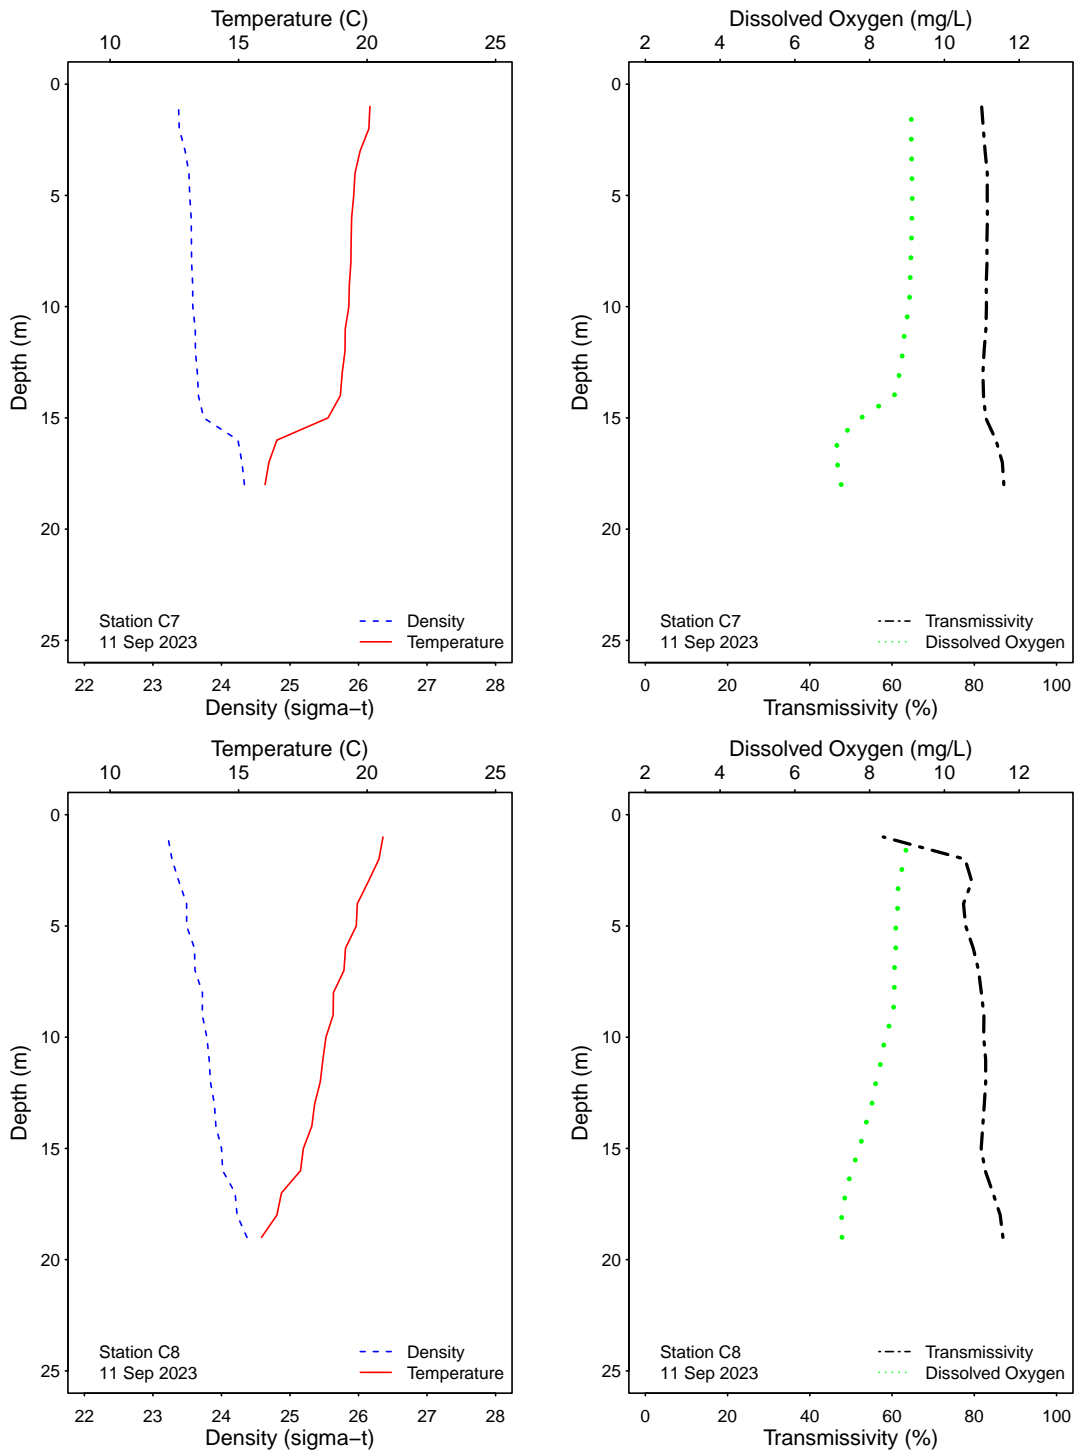 Temperature (C)
10 15 20 25
0
5
10
15
20
25
Depth (m)
Station C7
11 Sep 2023
Density
Temperature
22 23 24 25 26 27 28
Density (sigma−t)
Dissolved Oxygen (mg/L)
2 4 6 8 10 12
0
5
10
15
20
25
Depth (m)
Station C7
11 Sep 2023
Transmissivity
Dissolved Oxygen
0 20 40 60 80 100
Transmissivity (%)
Temperature (C)
10 15 20 25
0
5
10
15
20
25
Depth (m)
Station C8
11 Sep 2023
Density
Temperature
22 23 24 25 26 27 28
Density (sigma−t)
Dissolved Oxygen (mg/L)
2 4 6 8 10 12
0
5
10
15
20
25
Depth (m)
Station C8
11 Sep 2023
Transmissivity
Dissolved Oxygen
0 20 40 60 80 100
Transmissivity (%)